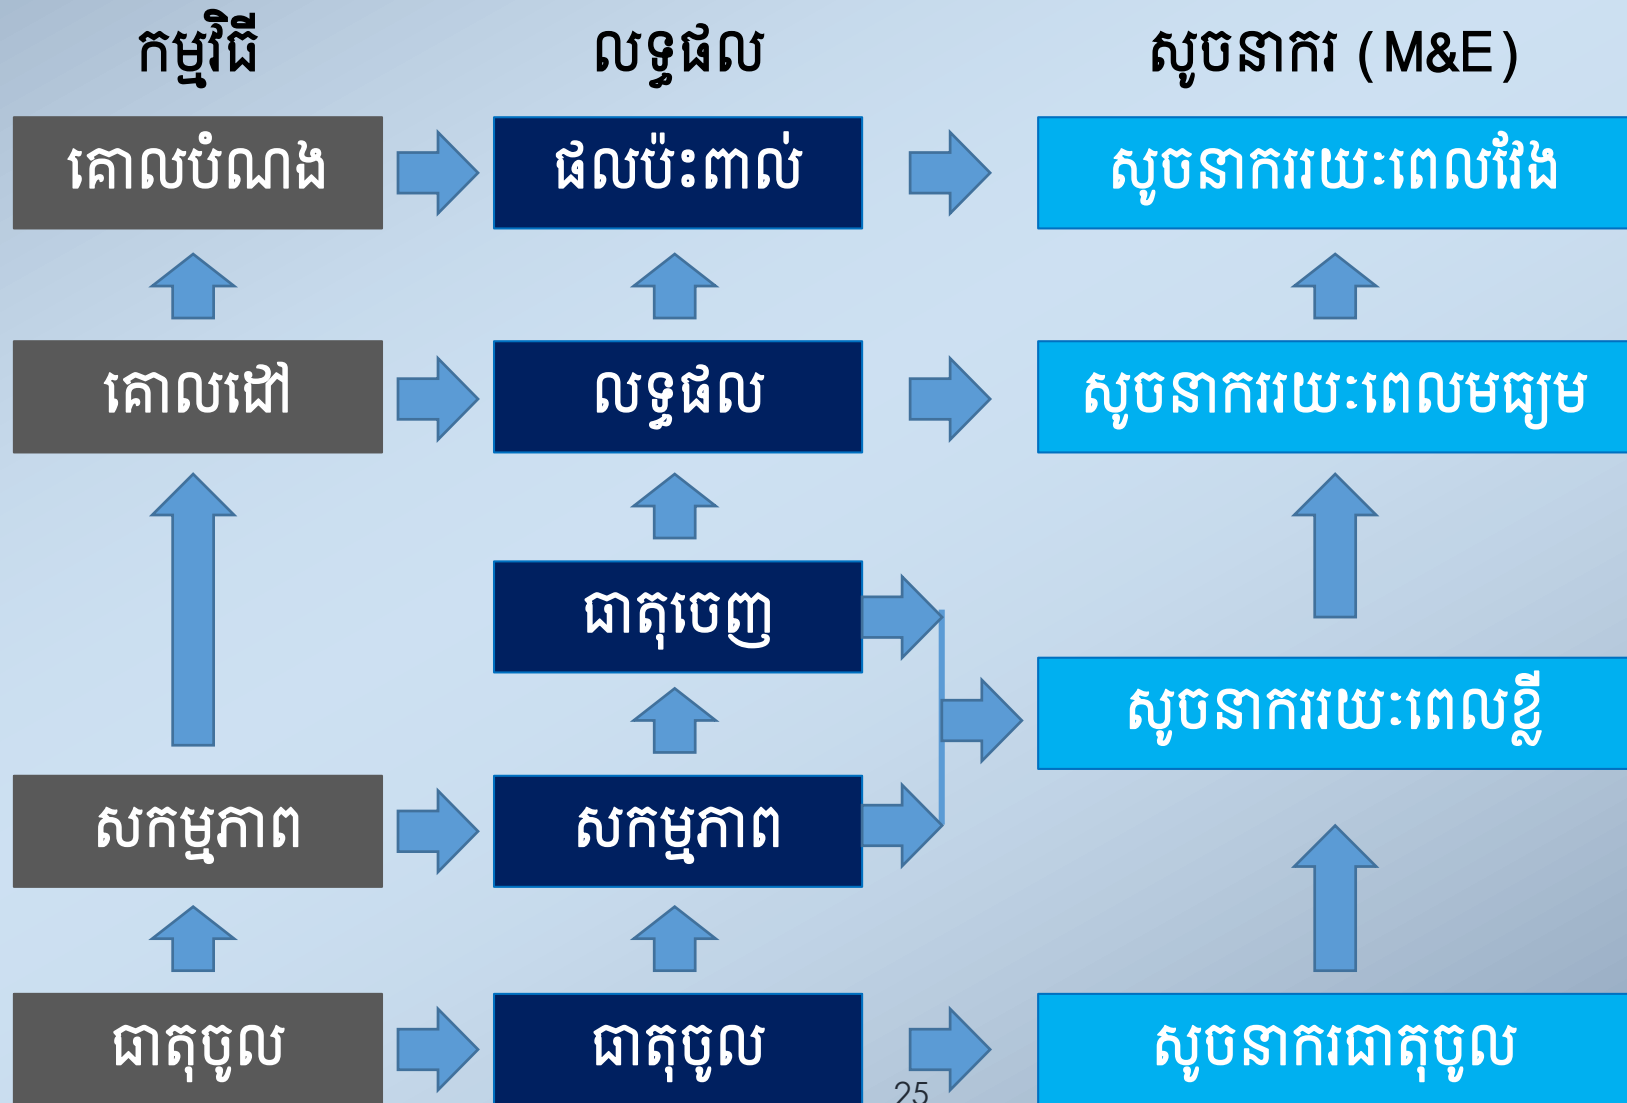 កម្មវិធី
លទ្ធផល
សូចនាករ (M&E)
គោលបំណង
ផលប៉ះពាល់
សូចនាកររយៈពេលវែង
គោលដៅ
លទ្ធផល
សូចនាកររយៈពេលមធ្យម
ធាតុចេញ
សូចនាកររយៈពេលខ្លី
សកម្មភាព
សកម្មភាព
ធាតុចូល
ធាតុចូល
សូចនាករធាតុចូល
25